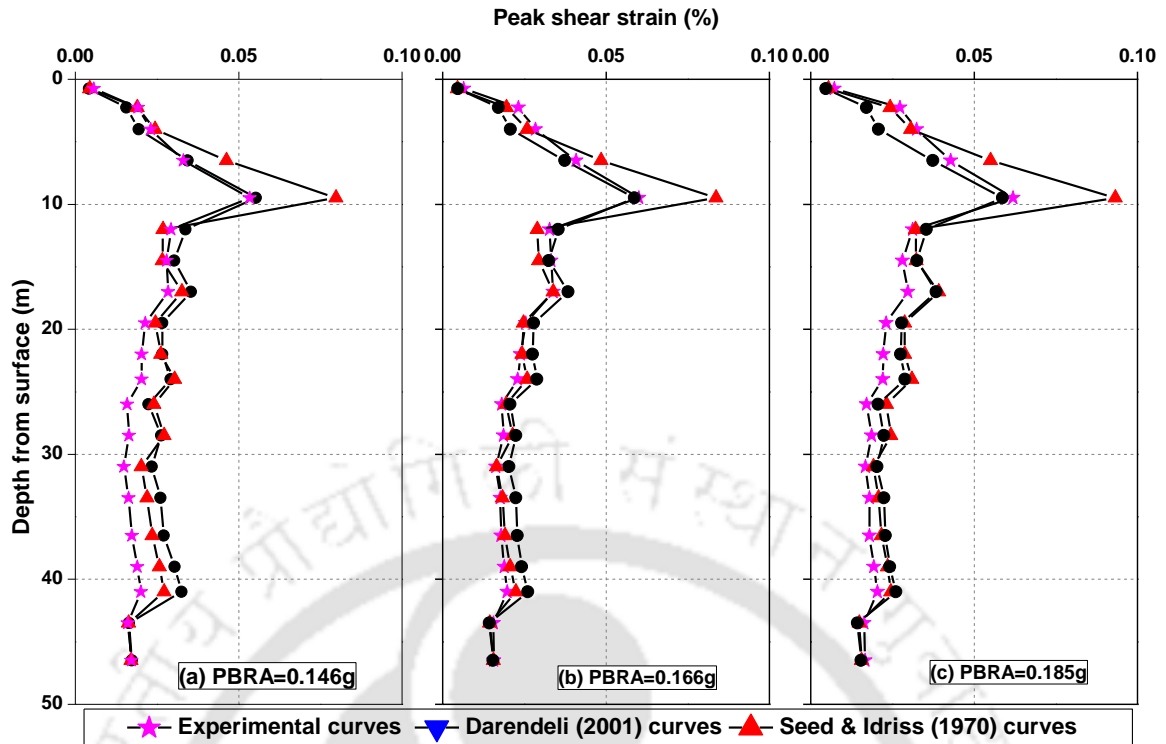 Peak shear strain (%)
0.00 0.05 0.10 0.00 0.05 0.10 0.00 0.05 0.10
0
10
20
30
40
50
Depth from surface (m)
(a) PBRA=0.146g
(b) PBRA=0.166g
(c) PBRA=0.185g
Experimental curves Darendeli (2001) curves Seed & Idriss (1970) curves